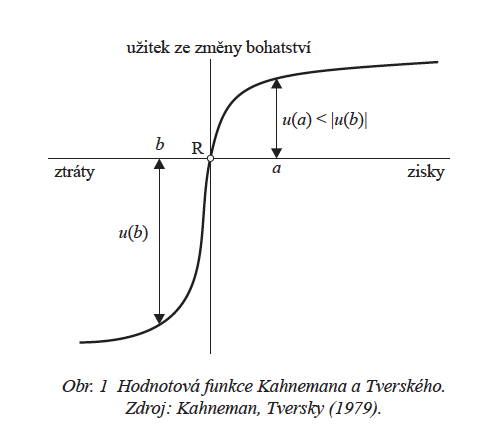 užitek ze změny bohatství
u(a) < |u(b)|
b
R
ztráty
a
zisky
u(b)
Obr. 1 Hodnotová funkce Kahnemana a Tverského.
Zdroj: Kahneman, Tversky (1979).